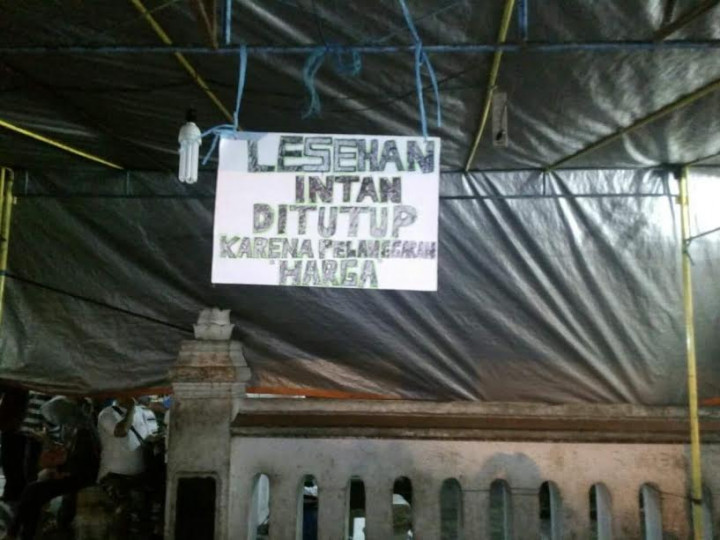 LESEHAN
INTAN
DITUTUP
KARENA PELANGGARAN
"HARGA"